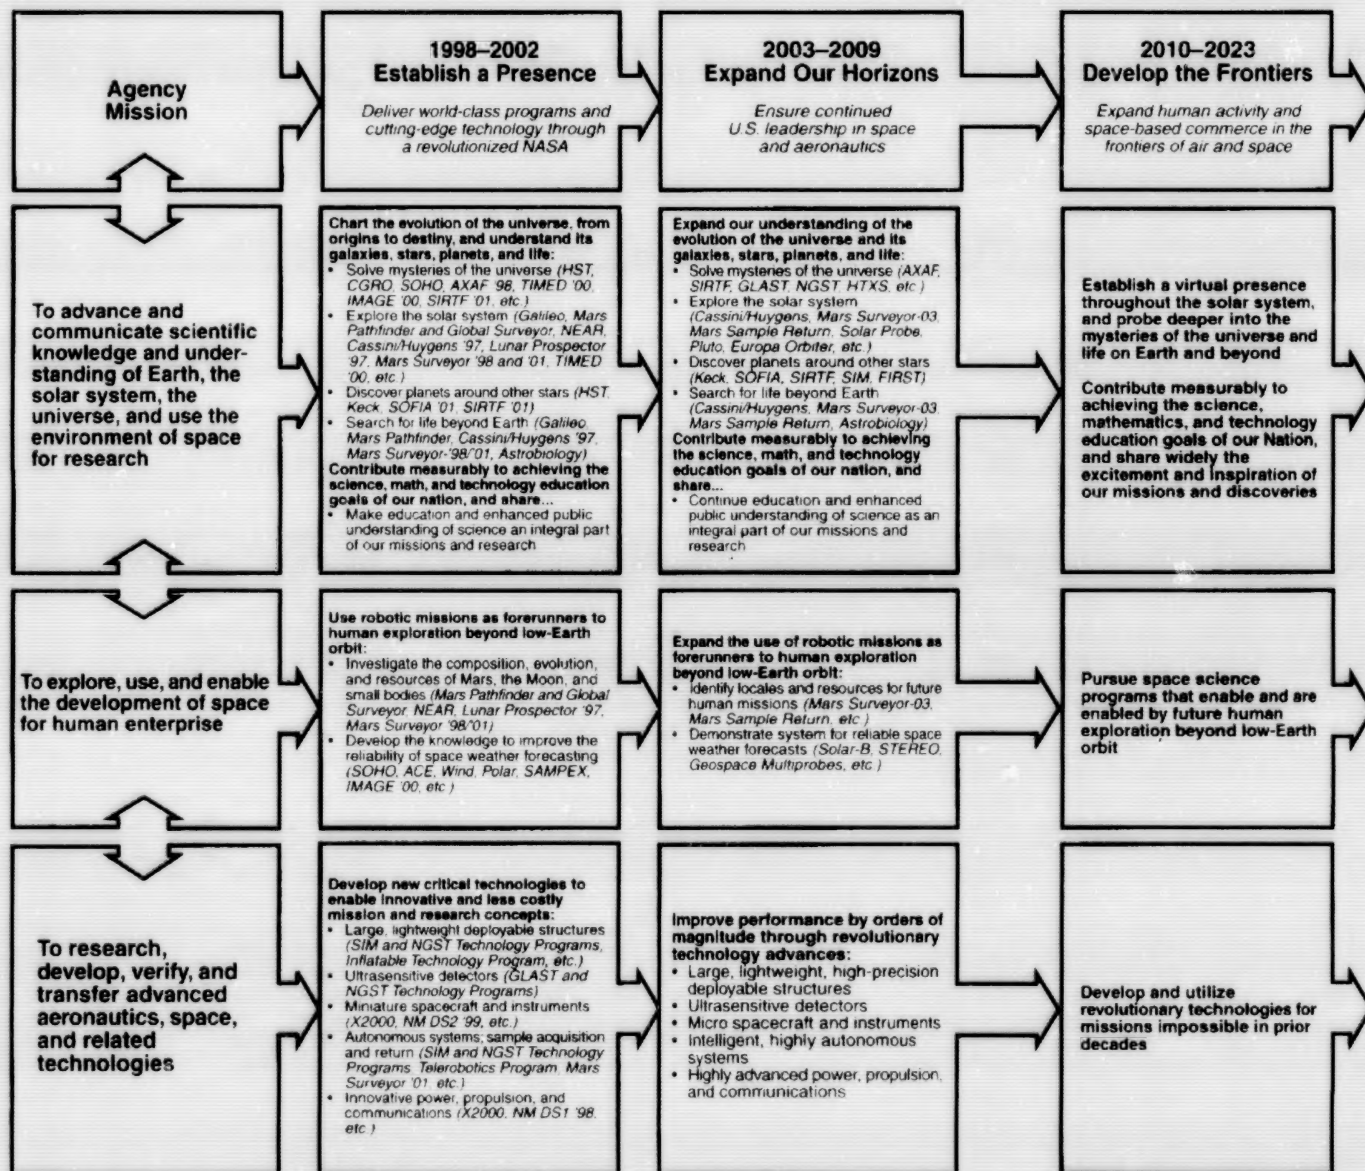 Agency
Mission
1998–2002
Establish a Presence
Deliver world-class programs and
cutting-edge technology through
a revolutionized NASA
2003–2009
Expand Our Horizons
Ensure continued
U.S. leadership in space
and aeronautics
2010–2023
Develop the Frontiers
Expand human activity and
space-based commerce in the
frontiers of air and space
To advance and
communicate scientific
knowledge and under-
standing of Earth, the
solar system, the
universe, and use the
environment of space
for research
Chart the evolution of the universe, from
origins to destiny, and understand its
galaxies, stars, planets, and life:
• Solve mysteries of the universe (HST,
CGRO, SOHO, AXAF '98, TIMED '00,
IMAGE '00, SIRTF '01, etc.)
• Explore the solar system (Galileo, Mars
Pathfinder and Global Surveyor, NEAR,
Cassini/Huygens '97, Lunar Prospector
'97, Mars Surveyor '98 and '01, TIMED
'00, etc.)
• Discover planets around other stars (HST,
Keck, SOFIA '01, SIRTF '01)
• Search for life beyond Earth (Galileo,
Mars Pathfinder, Cassini/Huygens '97,
Mars Surveyor-'98/'01, Astrobiology)
Contribute measurably to achieving the
science, math, and technology education
goals of our nation, and share...
• Make education and enhanced public
understanding of science an integral part
of our missions and research
Expand our understanding of the
evolution of the universe and its
galaxies, stars, planets, and life:
• Solve mysteries of the universe (AXAF,
SIRTF, GLAST, NGST, HTXS, etc.)
• Explore the solar system
(Cassini/Huygens, Mars Surveyor-03,
Mars Sample Return, Solar Probe,
Pluto, Europa Orbiter, etc.)
• Discover planets around other stars
(Keck, SOFIA, SIRTF, SIM, FIRST)
• Search for life beyond Earth
(Cassini/Huygens, Mars Surveyor-03,
Mars Sample Return, Astrobiology)
Contribute measurably to achieving
the science, math, and technology
education goals of our nation, and
share...
• Continue education and enhanced
public understanding of science as an
integral part of our missions and
research
Establish a virtual presence
throughout the solar system,
and probe deeper into the
mysteries of the universe and
life on Earth and beyond
Contribute measurably to
achieving the science,
mathematics, and technology
education goals of our Nation,
and share widely the
excitement and inspiration of
our missions and discoveries
To explore, use, and enable
the development of space
for human enterprise
Use robotic missions as forerunners to
human exploration beyond low-Earth
orbit:
• Investigate the composition, evolution,
and resources of Mars, the Moon, and
small bodies (Mars Pathfinder and Global
Surveyor, NEAR, Lunar Prospector '97,
Mars Surveyor '98/'01)
• Develop the knowledge to improve the
reliability of space weather forecasting
(SOHO, ACE, Wind, Polar, SAMPEX,
IMAGE '00, etc.)
Expand the use of robotic missions as
forerunners to human exploration
beyond low-Earth orbit:
• Identify locales and resources for future
human missions (Mars Surveyor-03,
Mars Sample Return, etc.)
• Demonstrate system for reliable space
weather forecasts (Solar-B, STEREO,
Geospace Multiprobes, etc.)
Pursue space science
programs that enable and are
enabled by future human
exploration beyond low-Earth
orbit
To research,
develop, verify, and
transfer advanced
aeronautics, space,
and related
technologies
Develop new critical technologies to
enable innovative and less costly
mission and research concepts:
• Large, lightweight deployable structures
(SIM and NGST Technology Programs,
Inflatable Technology Program, etc.)
• Ultrasensitive detectors (GLAST and
NGST Technology Programs)
• Miniature spacecraft and instruments
(X2000, NM DS2 '99, etc.)
• Autonomous systems; sample acquisition
and return (SIM and NGST Technology
Programs, Telerobotics Program, Mars
Surveyor '01, etc.)
• Innovative power, propulsion, and
communications (X2000, NM DS1 '98,
etc.)
Improve performance by orders of
magnitude through revolutionary
technology advances:
• Large, lightweight, high-precision
deployable structures
• Ultrasensitive detectors
• Micro spacecraft and instruments
• Intelligent, highly autonomous
systems
• Highly advanced power, propulsion,
and communications
Develop and utilize
revolutionary technologies for
missions impossible in prior
decades